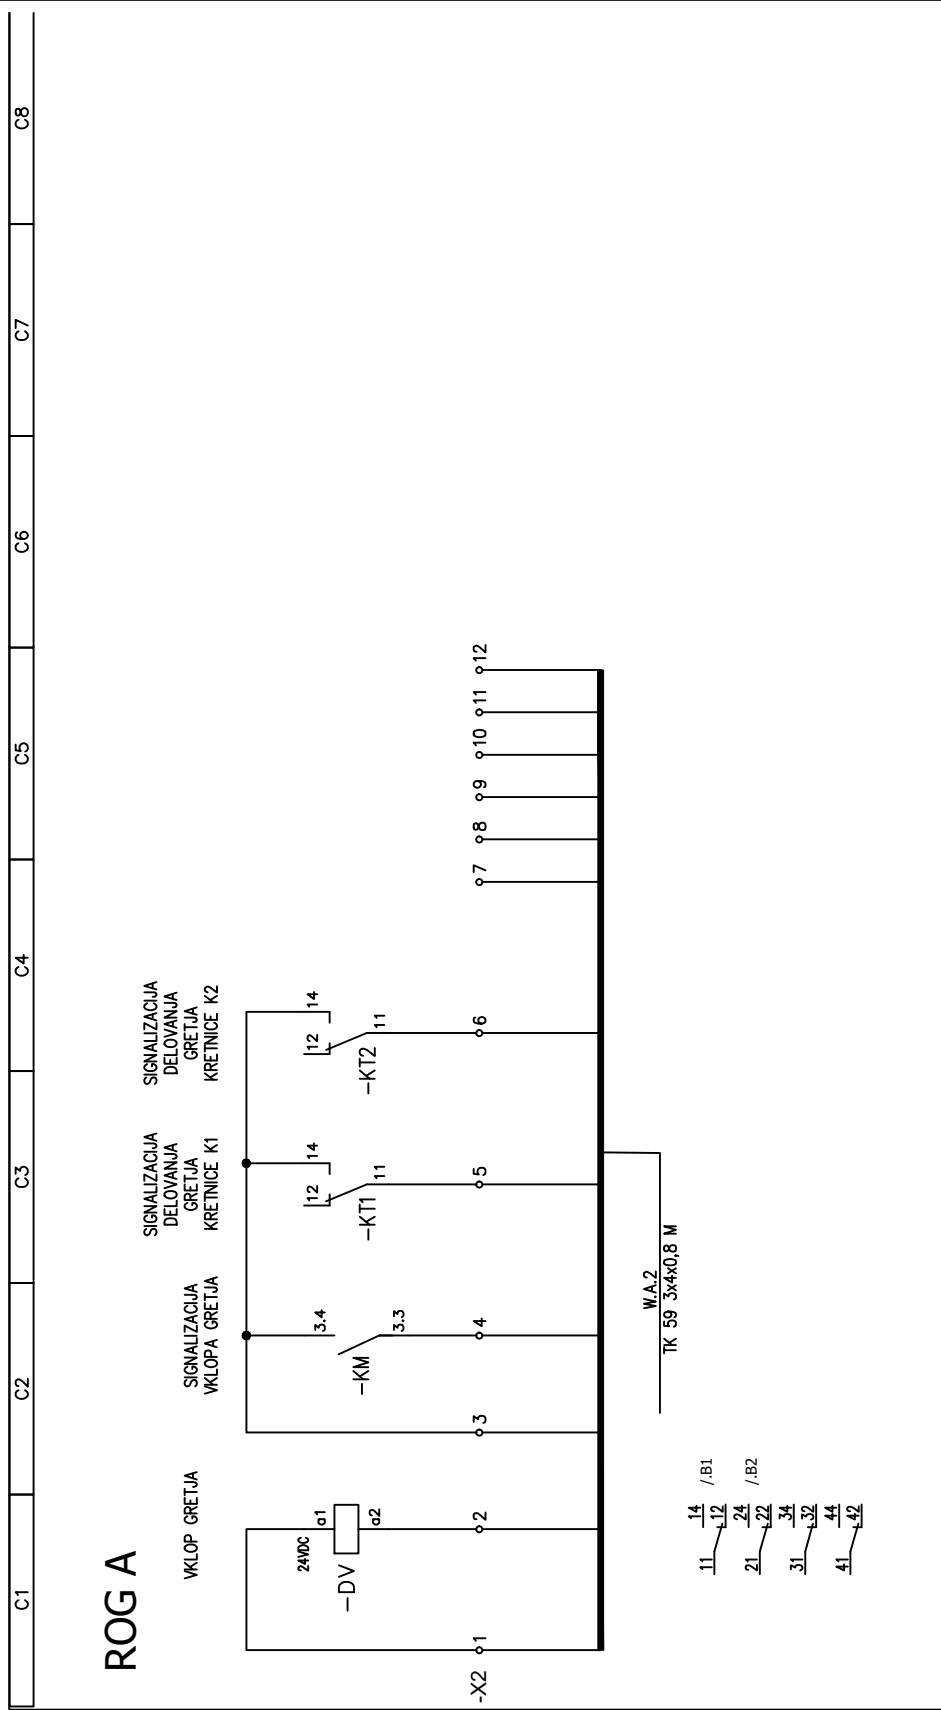 C1
C2
C3
C4
C5
C6
C7
C8
ROG A
VKLOP GRETJA
SIGNALIZACIJA
VKLOPA GRETJA
SIGNALIZACIJA
DELOVANJA
GRETJA
KRETNICE K1
SIGNALIZACIJA
DELOVANJA
GRETJA
KRETNICE K2
24VDC
a1
-DV
a2
3.4
-KM
3.3
14
12
-KT1
11
14
12
-KT2
11
-X2
1
2
3
4
5
6
7
8
9
10
11
12
W.A.2
TK 59 3x4x0,8 M
14
11
12
/.B1
24
21
22
/.B2
34
31
32
44
41
42